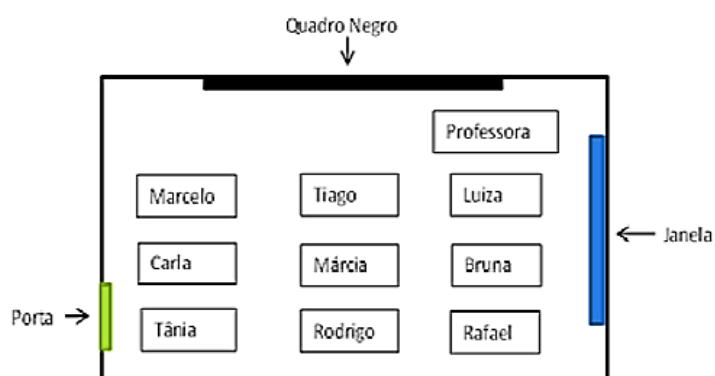 Quadro Negro
Professora
Marcelo
Tiago
Luiza
Janela
Carla
Márcia
Bruna
Porta
Tânia
Rodrigo
Rafael